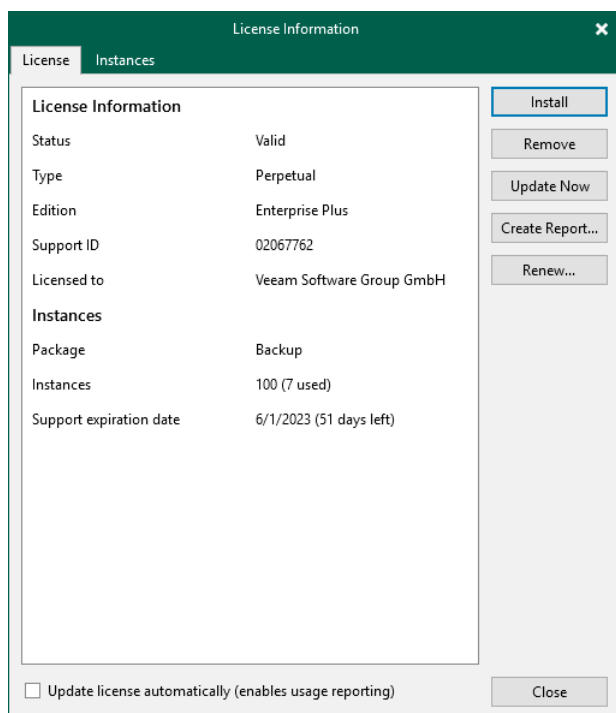 License Information
License Instances
License Information
Status Valid
Type Perpetual
Edition Enterprise Plus
Support ID 02067762
Licensed to Veeam Software Group GmbH
Instances
Package Backup
Instances 100 (7 used)
Support expiration date 6/1/2023 (51 days left)
Install
Remove
Update Now
Create Report...
Renew...
Update license automatically (enables usage reporting)
Close